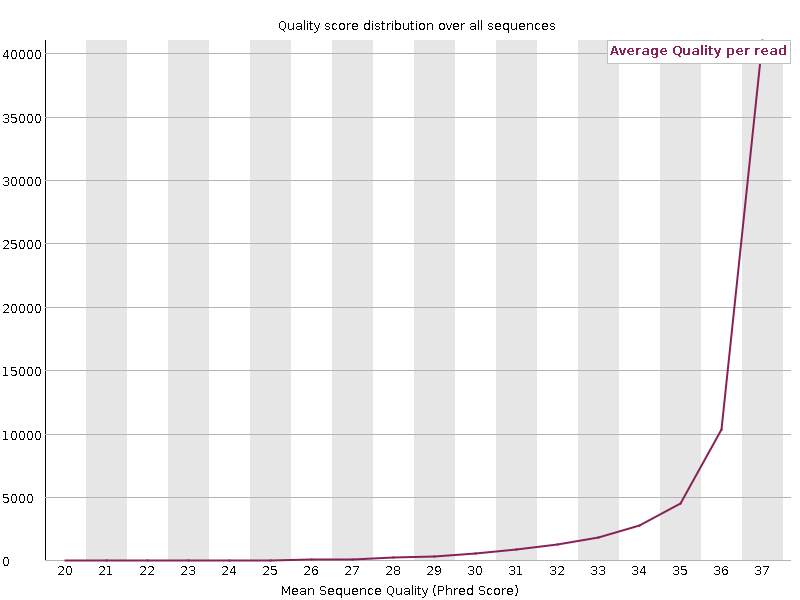 Quality score distribution over all sequences
Average Quality per read
40000
35000
30000
25000
20000
15000
10000
5000
0
20 21 22 23 24 25 26 27 28 29 30 31 32 33 34 35 36 37
Mean Sequence Quality (Phred Score)